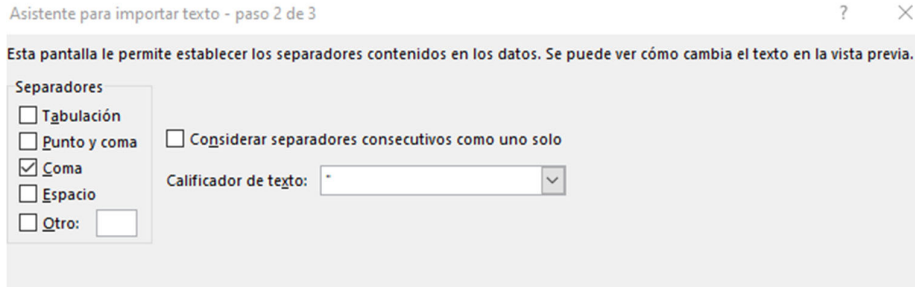 Asistente para importar texto - paso 2 de 3
?
Esta pantalla le permite establecer los separadores contenidos en los datos. Se puede ver cómo cambia el texto en la vista previa.
Separadores
Tabulación
Punto y coma
Coma
Espacio
Otro:
Considerar separadores consecutivos como uno solo
Calificador de texto: "